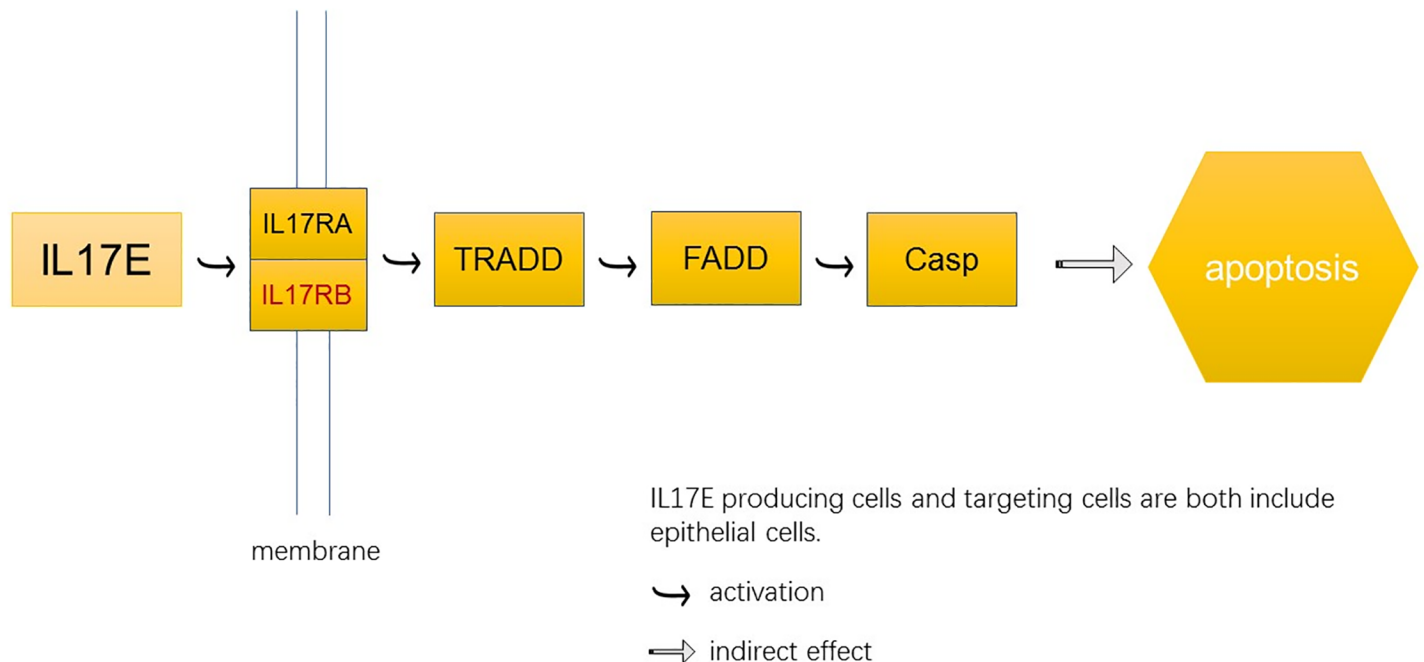 IL17E
IL17RA
IL17RB
TRADD
FADD
Casp
apoptosis
membrane
IL17E producing cells and targeting cells are both include
epithelial cells.
activation
indirect effect